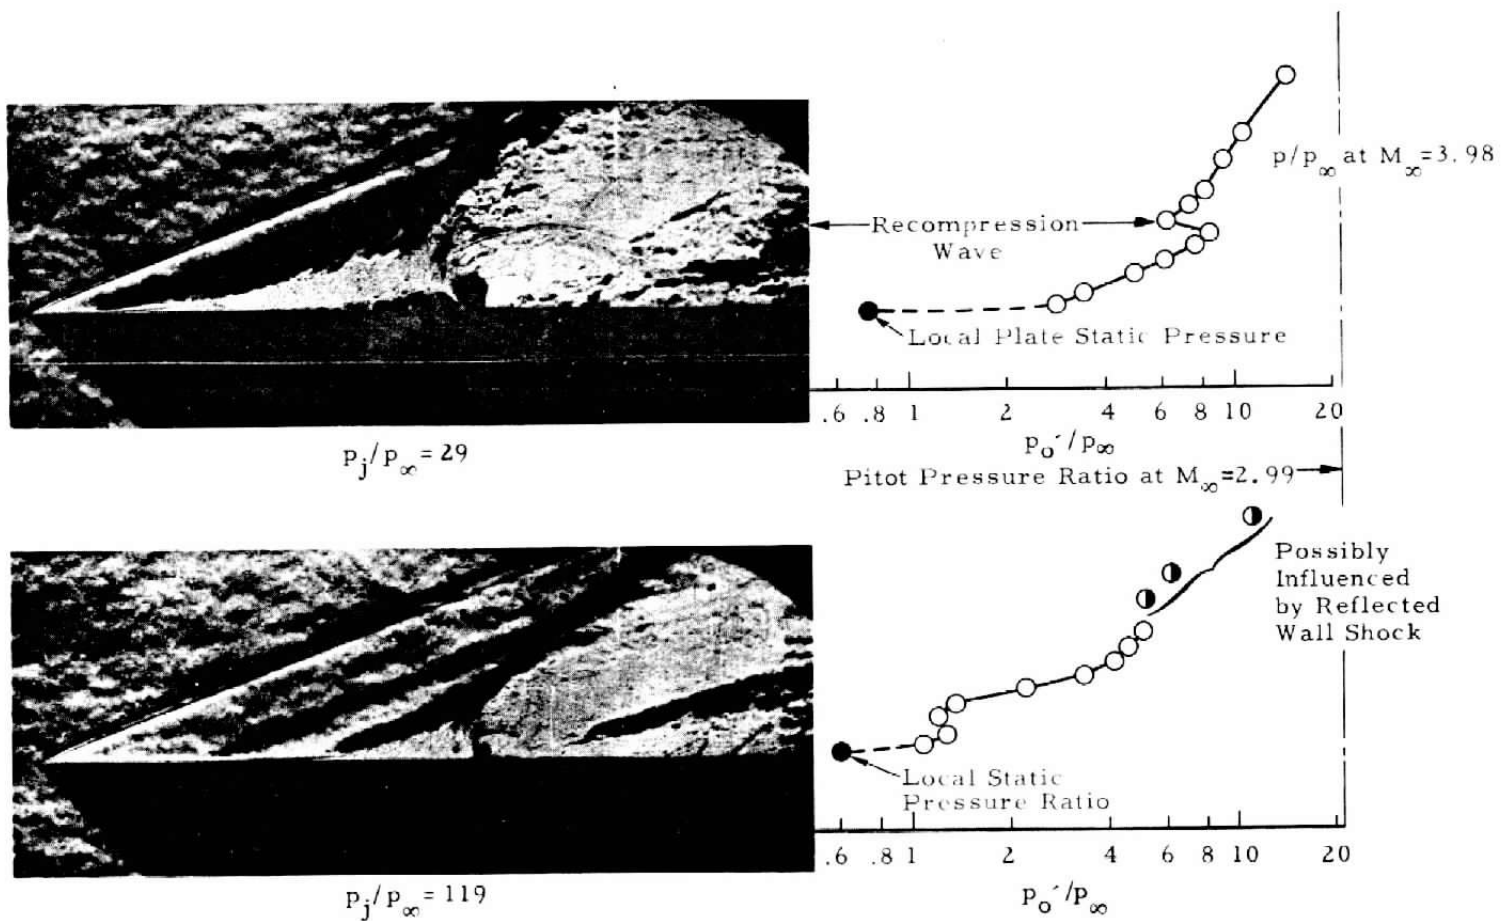 p/p∞ at M∞=3.98
Recompression
Wave
Local Plate Static Pressure
.6 .8 1 2 4 6 8 10 20
pₒ´/p∞
pⱼ/p∞ = 29
Pitot Pressure Ratio at M∞=2.99
Possibly
Influenced
by Reflected
Wall Shock
Local Static
Pressure Ratio
.6 .8 1 2 4 6 8 10 20
pₒ´/p∞
pⱼ/p∞ = 119